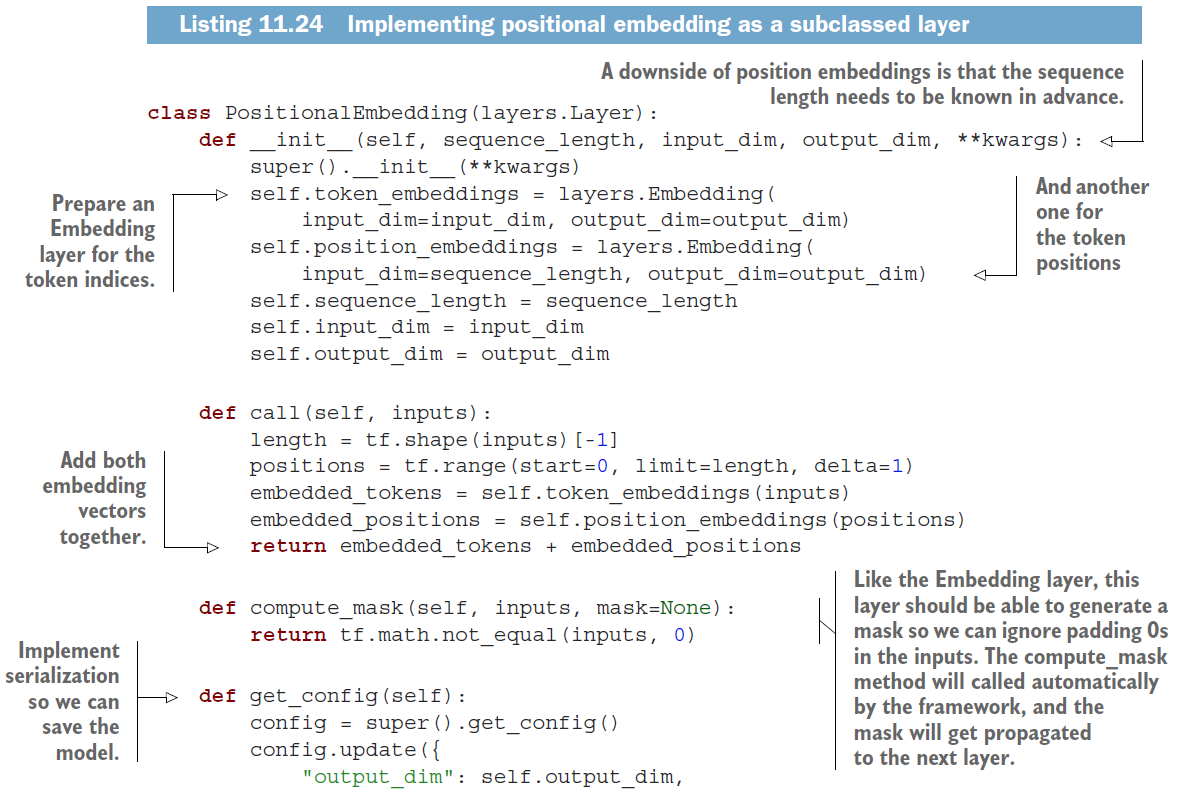 Listing 11.24 Implementing positional embedding as a subclassed layer
A downside of position embeddings is that the sequence
length needs to be known in advance.
class PositionalEmbedding(layers.Layer):
    def __init__(self, sequence_length, input_dim, output_dim, **kwargs):
        super().__init__(**kwargs)
Prepare an
Embedding
layer for the
token indices.
        self.token_embeddings = layers.Embedding(
            input_dim=input_dim, output_dim=output_dim)
        self.position_embeddings = layers.Embedding(
            input_dim=sequence_length, output_dim=output_dim)
And another
one for
the token
positions
        self.sequence_length = sequence_length
        self.input_dim = input_dim
        self.output_dim = output_dim
    def call(self, inputs):
        length = tf.shape(inputs)[-1]
        positions = tf.range(start=0, limit=length, delta=1)
        embedded_tokens = self.token_embeddings(inputs)
        embedded_positions = self.position_embeddings(positions)
        return embedded_tokens + embedded_positions
Add both
embedding
vectors
together.
    def compute_mask(self, inputs, mask=None):
        return tf.math.not_equal(inputs, 0)
Like the Embedding layer, this
layer should be able to generate a
mask so we can ignore padding 0s
in the inputs. The compute_mask
method will called automatically
by the framework, and the
mask will get propagated
to the next layer.
Implement
serialization
so we can
save the
model.
    def get_config(self):
        config = super().get_config()
        config.update({
            "output_dim": self.output_dim,